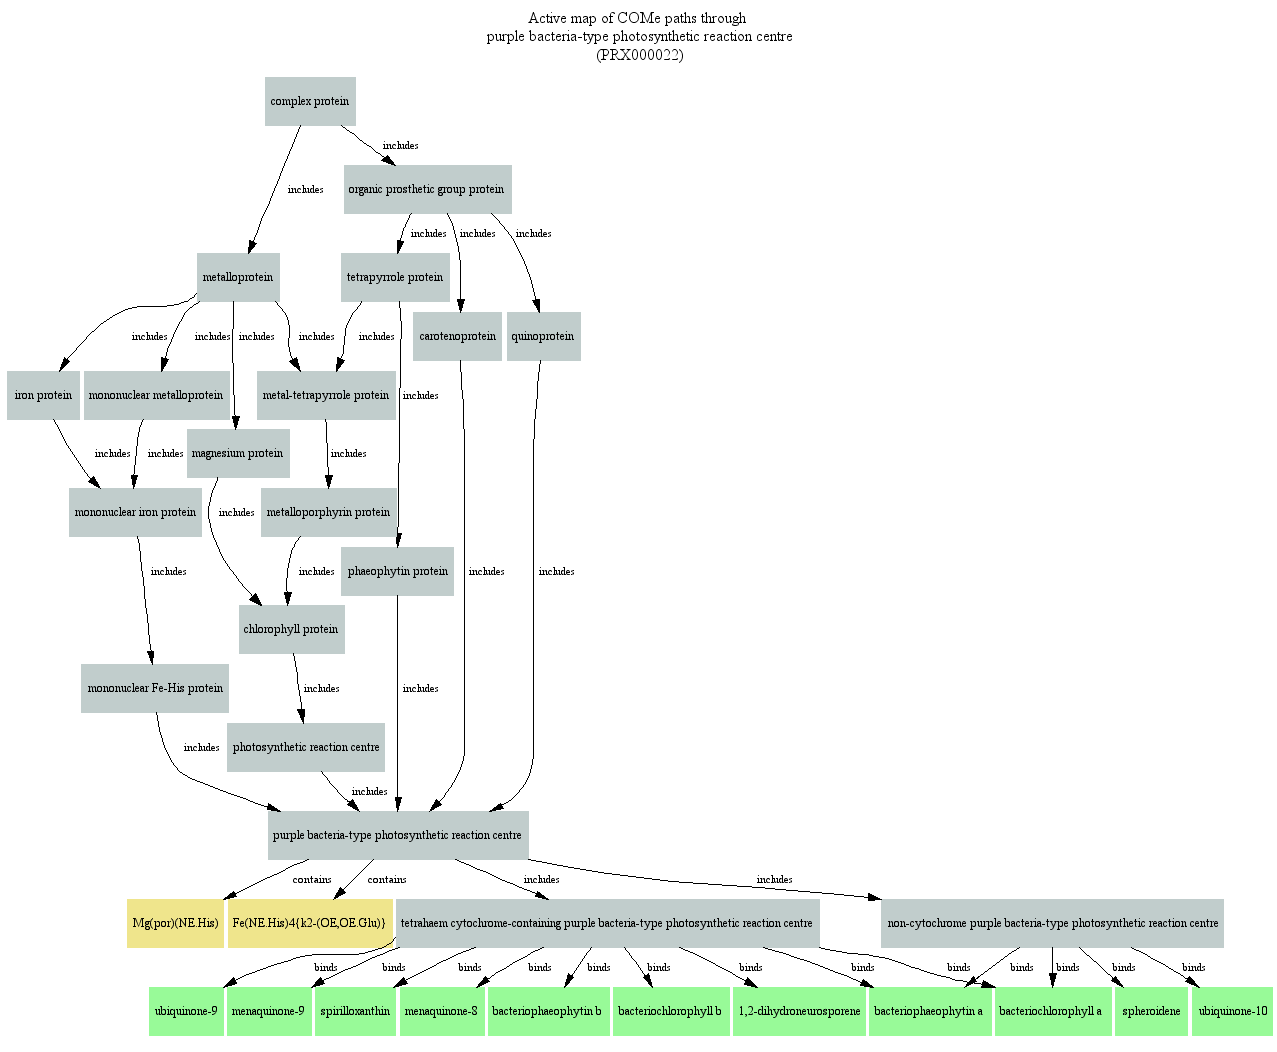 Active map of COMe paths through
purple bacteria-type photosynthetic reaction centre
(PRX000022)
complex protein
includes
includes
organic prosthetic group protein
includes
includes
includes
metalloprotein
tetrapyrrole protein
carotenoprotein
quinoprotein
includes
includes
includes
includes
includes
iron protein
mononuclear metalloprotein
metal-tetrapyrrole protein
includes
includes
includes
magnesium protein
includes
mononuclear iron protein
includes
metalloporphyrin protein
includes
includes
phaeophytin protein
includes
includes
chlorophyll protein
mononuclear Fe-His protein
includes
includes
includes
photosynthetic reaction centre
includes
purple bacteria-type photosynthetic reaction centre
contains
contains
includes
includes
Mg(por)(NE.His)
Fe(NE.His)4{k2-(OE,OE.Glu)}
tetrahaem cytochrome-containing purple bacteria-type photosynthetic reaction centre
non-cytochrome purple bacteria-type photosynthetic reaction centre
binds
binds
binds
binds
binds
binds
binds
binds
binds
binds
binds
binds
binds
ubiquinone-9
menaquinone-9
spirilloxanthin
menaquinone-8
bacteriophaeophytin b
bacteriochlorophyll b
1,2-dihydroneurosporene
bacteriophaeophytin a
bacteriochlorophyll a
spheroidene
ubiquinone-10